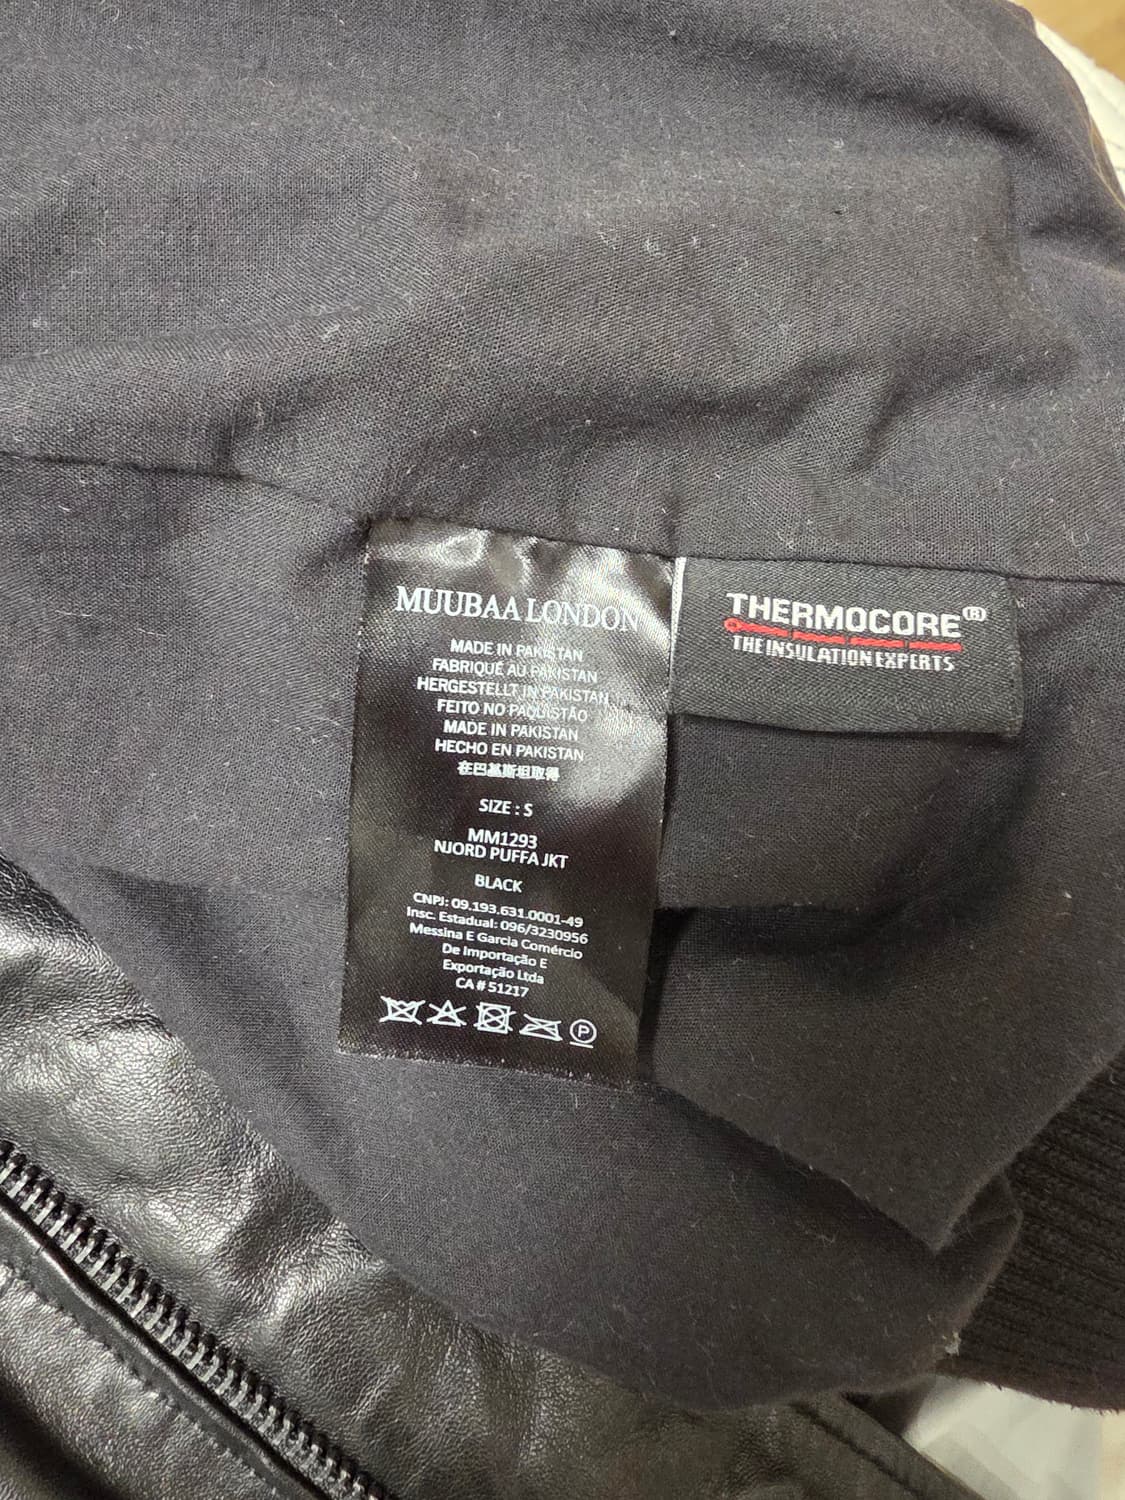 MUUBAA LONDON
MADE IN PAKISTAN
FABRIQUÉ AU PAKISTAN
HERGESTELLT IN PAKISTAN
FEITO NO PAQUISTÃO
MADE IN PAKISTAN
HECHO EN PAKISTAN
在巴基斯坦取得
SIZE : S
MM1293
NJORD PUFFA JKT
BLACK
CNPJ: 09.193.631.0001-49
Insc. Estadual: 096/3230956
Messina E Garcia Comércio
De Importação E
Exportação Ltda
CA # 51217
P
THERMOCORE®
THE INSULATION EXPERTS